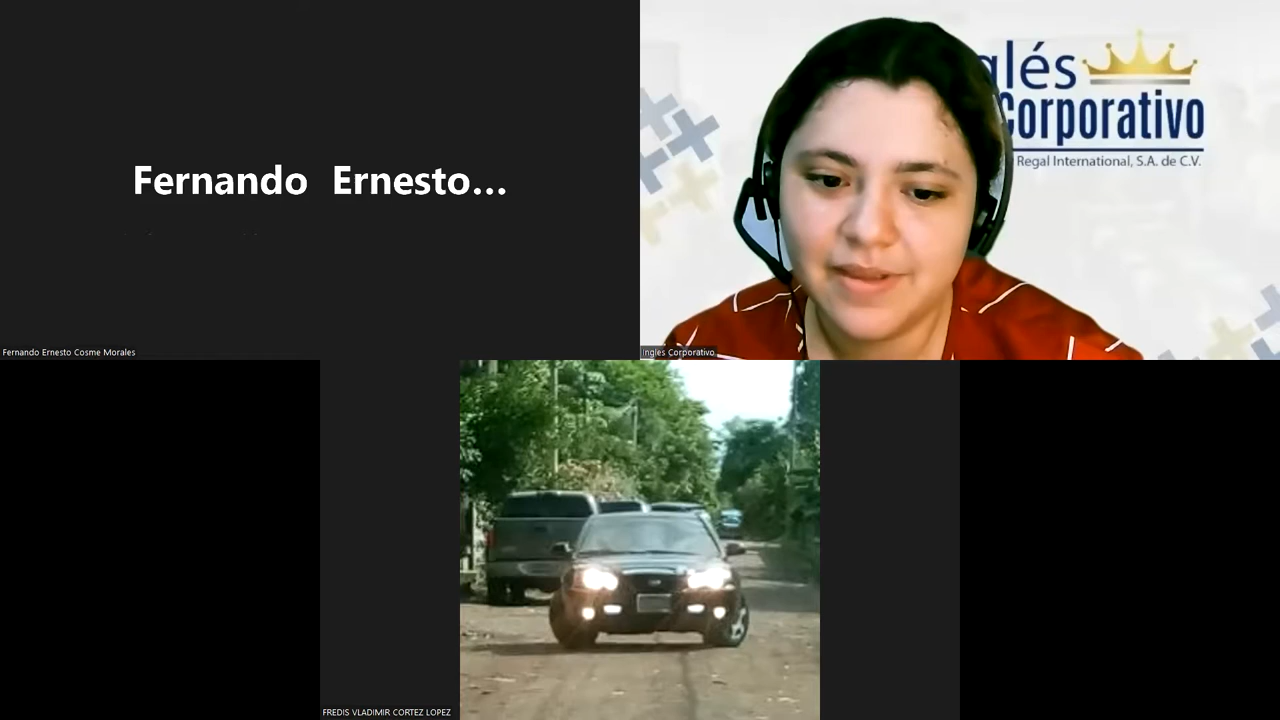 Fernando Ernesto...
Fernando Ernesto Cosme Morales
glés
Corporativo
Regal International, S.A. de C.V.
Ingles Corporativo
FREDIS VLADIMIR CORTEZ LOPEZ